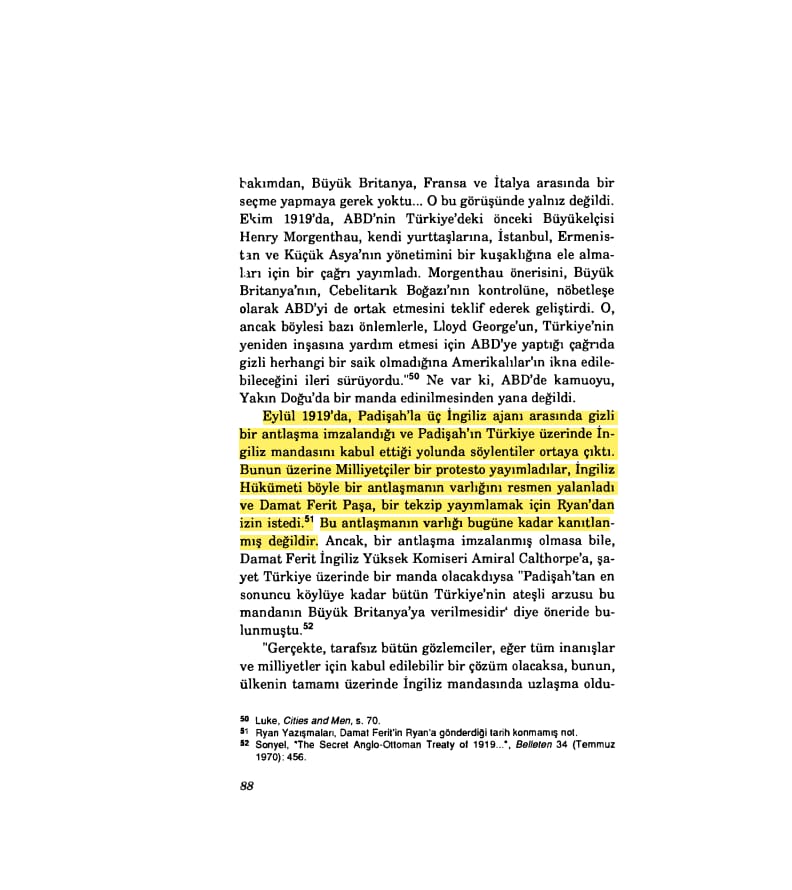 bakımdan, Büyük Britanya, Fransa ve İtalya arasında bir
seçme yapmaya gerek yoktu... O bu görüşünde yalnız değildi.
Ekim 1919'da, ABD'nin Türkiye'deki önceki Büyükelçisi
Henry Morgenthau, kendi yurttaşlarına, İstanbul, Ermenis-
tan ve Küçük Asya'nın yönetimini bir kuşaklığına ele alma-
ları için bir çağrı yayımladı. Morgenthau önerisini, Büyük
Britanya'nın, Cebelitarık Boğazı'nın kontrolüne, nöbetleşe
olarak ABD'yi de ortak etmesini teklif ederek geliştirdi. O,
ancak böylesi bazı önlemlerle, Lloyd George'un, Türkiye'nin
yeniden inşasına yardım etmesi için ABD'ye yaptığı çağrıda
gizli herhangi bir saik olmadığına Amerikalılar'ın ikna edile-
bileceğini ileri sürüyordu."50 Ne var ki, ABD'de kamuoyu,
Yakın Doğu'da bir manda edinilmesinden yana değildi.
Eylül 1919'da, Padişah'la üç İngiliz ajanı arasında gizli
bir antlaşma imzalandığı ve Padişah'ın Türkiye üzerinde İn-
giliz mandasını kabul ettiği yolunda söylentiler ortaya çıktı.
Bunun üzerine Milliyetçiler bir protesto yayımladılar, İngiliz
Hükümeti böyle bir antlaşmanın varlığını resmen yalanladı
ve Damat Ferit Paşa, bir tekzip yayımlamak için Ryan'dan
izin istedi.51 Bu antlaşmanın varlığı bugüne kadar kanıtlan-
mış değildir. Ancak, bir antlaşma imzalanmış olmasa bile,
Damat Ferit İngiliz Yüksek Komiseri Amiral Calthorpe'a, şa-
yet Türkiye üzerinde bir manda olacakdıysa "Padişah'tan en
sonuncu köylüye kadar bütün Türkiye'nin ateşli arzusu bu
mandanın Büyük Britanya'ya verilmesidir' diye öneride bu-
lunmuştu.52
"Gerçekte, tarafsız bütün gözlemciler, eğer tüm inanışlar
ve milliyetler için kabul edilebilir bir çözüm olacaksa, bunun,
ülkenin tamamı üzerinde İngiliz mandasında uzlaşma oldu-
50 Luke, Cities and Men, s. 70.
51 Ryan Yazışmaları, Damat Ferit'in Ryan'a gönderdiği tarih konmamış not.
52 Sonyel, "The Secret Anglo-Ottoman Treaty of 1919...", Belleten 34 (Temmuz
1970): 456.
88